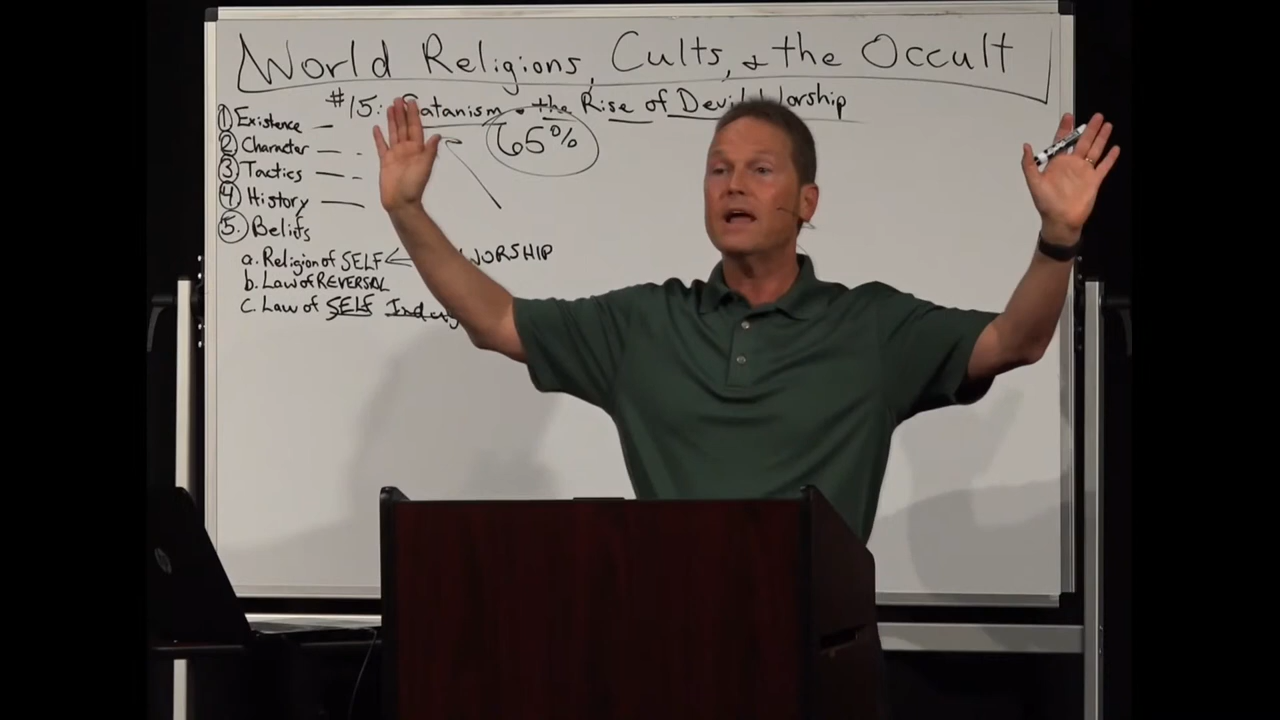 World Religions, Cults, & the Occult
#15: Satanism - the Rise of Devil Worship
① Existence —
65%
② Character — -
③ Tactics — -
④ History —
⑤. Beliefs
a. Religion of SELF ← WORSHIP
b. Law of REVERSAL
c. Law of SELF